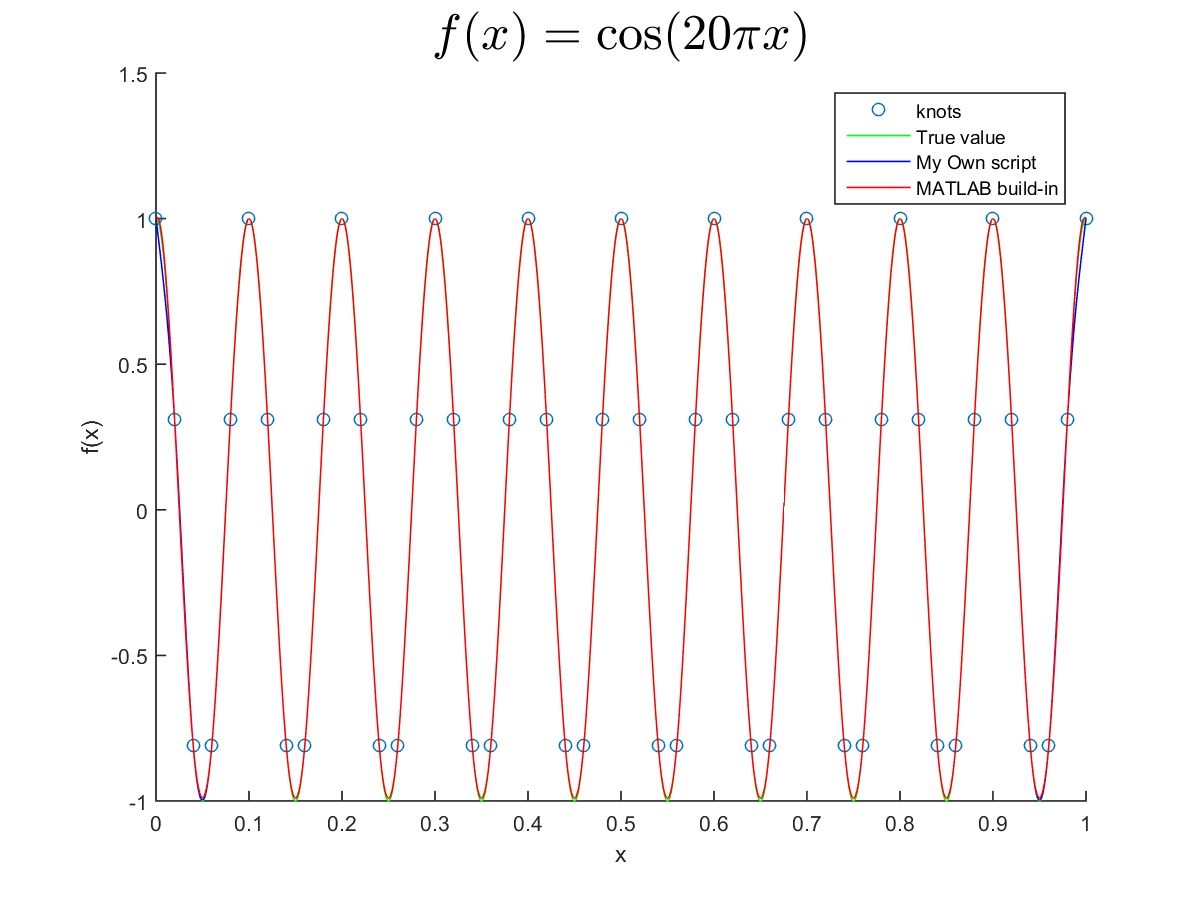 f(x) = cos(20πx)
knots
True value
My Own script
MATLAB build-in
1.5
1
0.5
0
-0.5
-1
f(x)
0 0.1 0.2 0.3 0.4 0.5 0.6 0.7 0.8 0.9 1
x